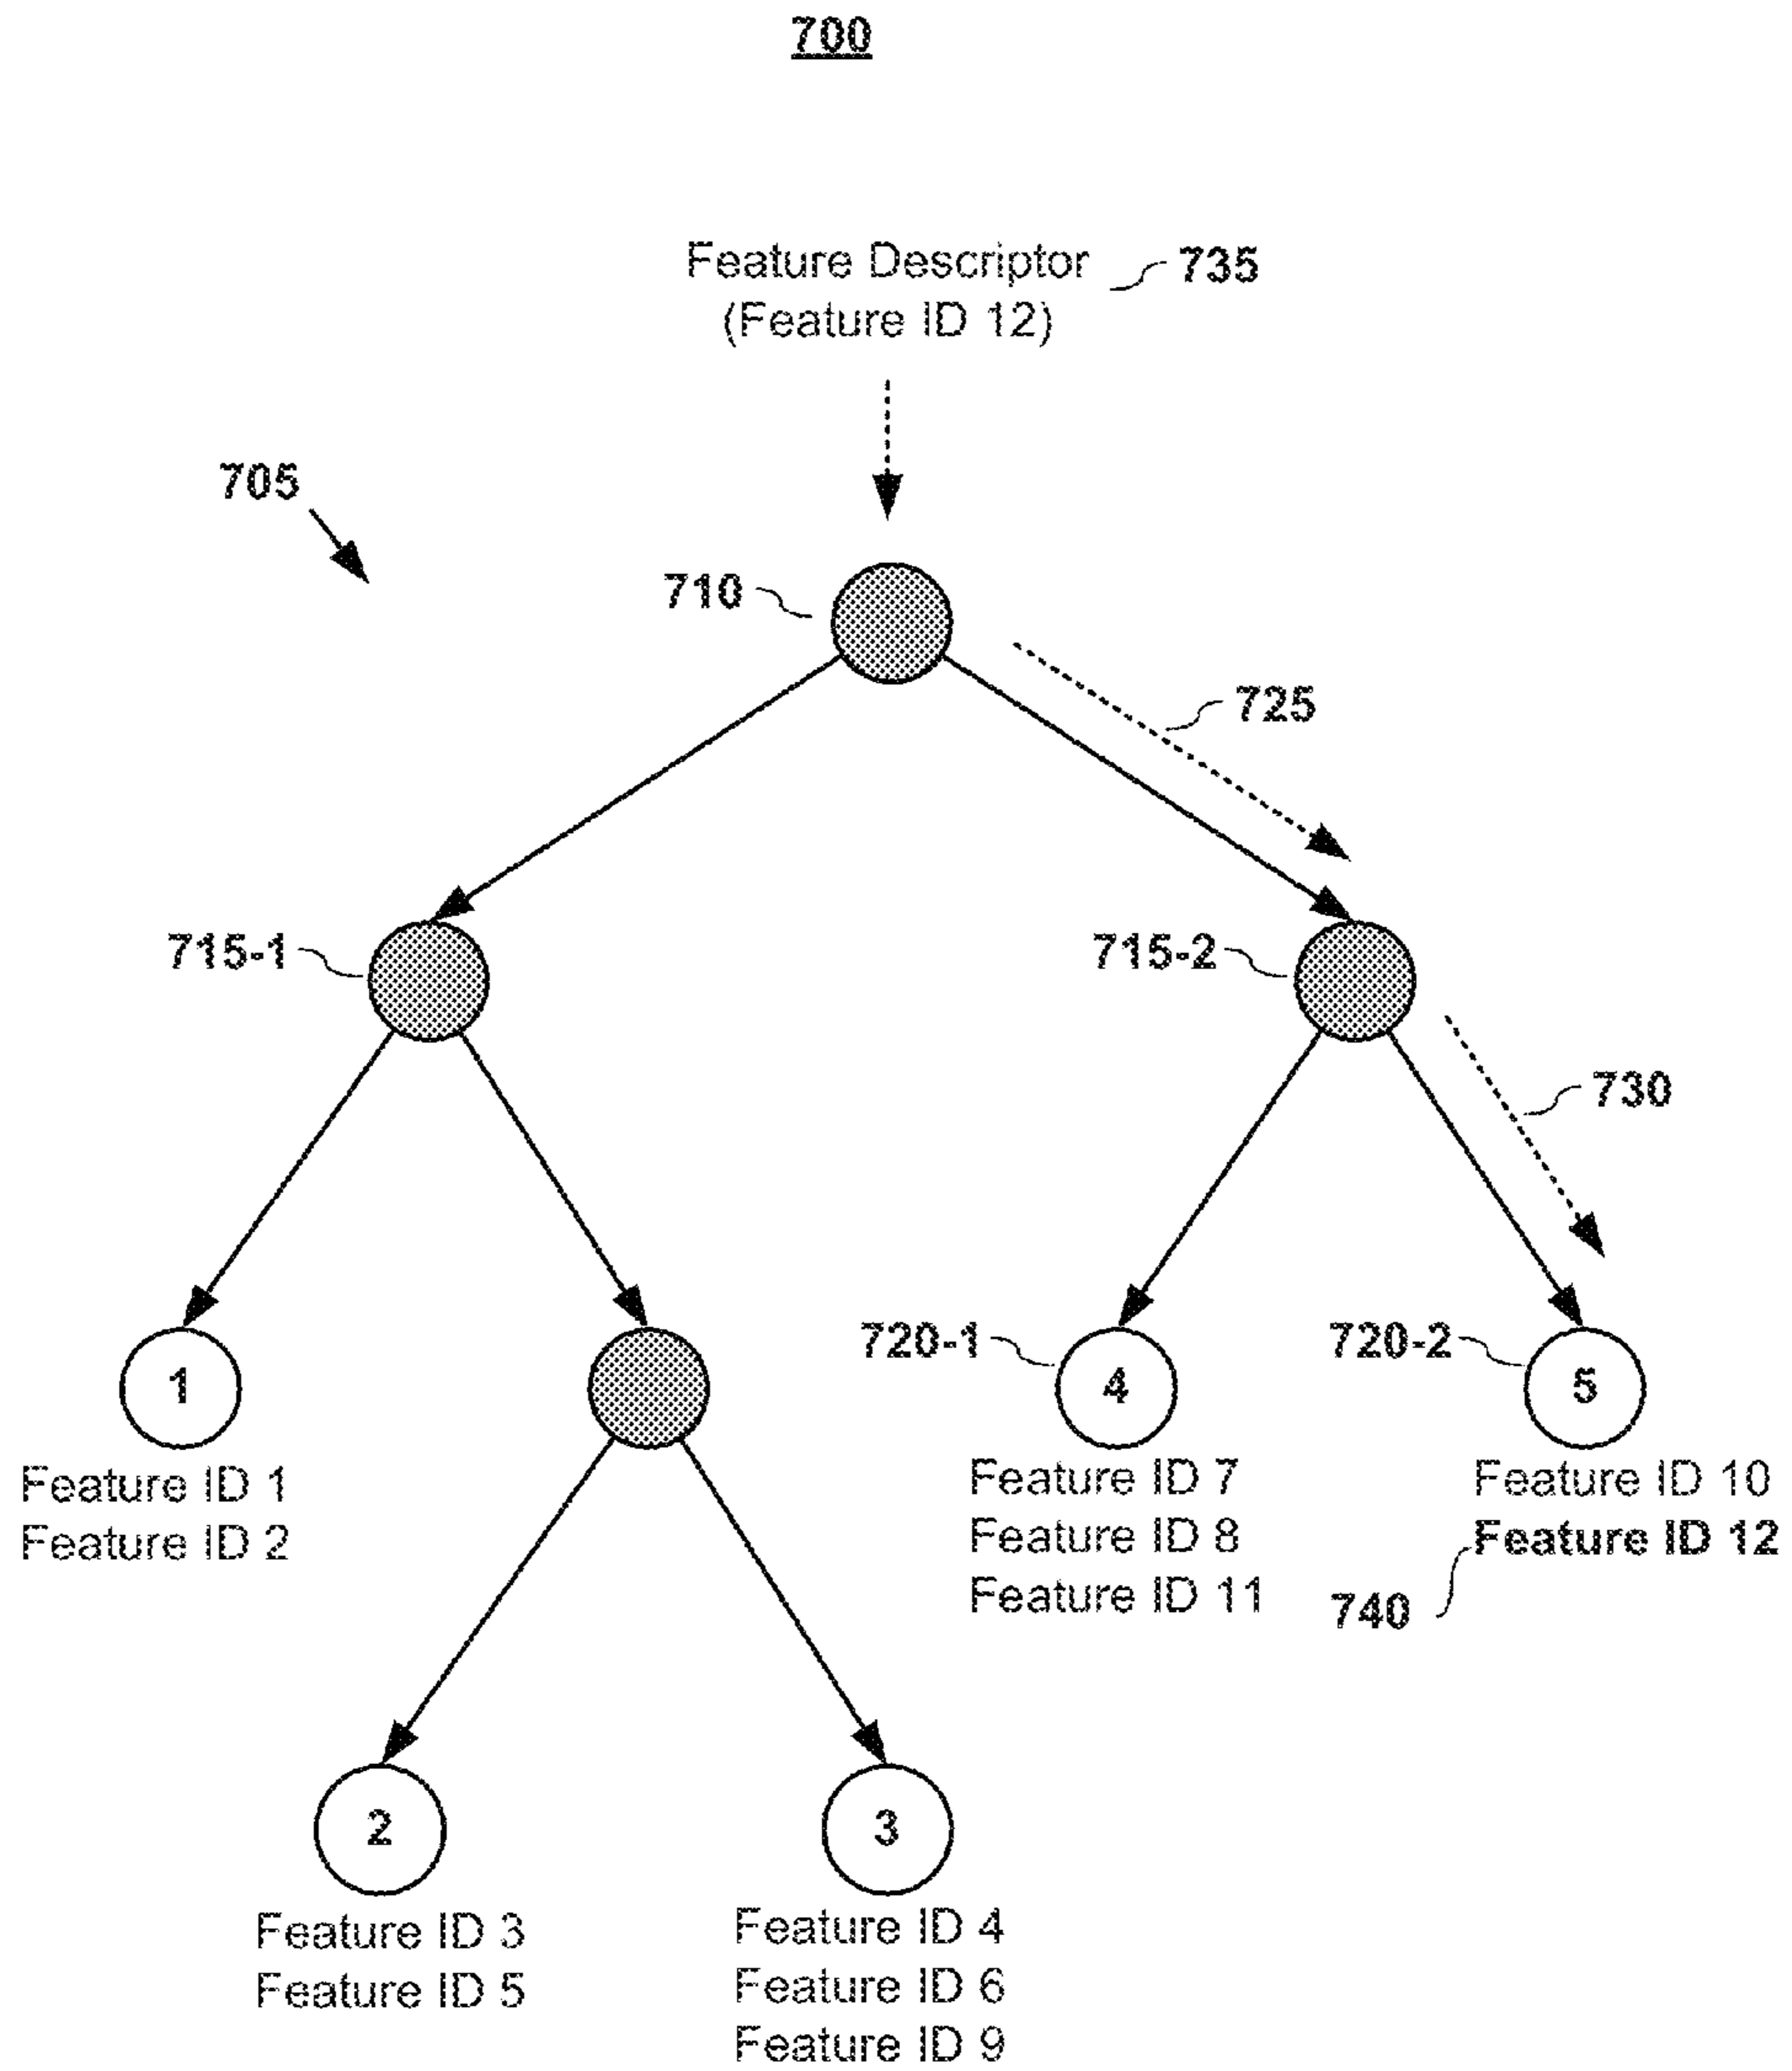 700
Feature Descriptor
(Feature ID 12)
735
705
710
725
715-1
715-2
730
720-1
720-2
1
4
5
Feature ID 1
Feature ID 2
Feature ID 7
Feature ID 8
Feature ID 11
Feature ID 10
Feature ID 12
740
2
3
Feature ID 3
Feature ID 5
Feature ID 4
Feature ID 6
Feature ID 9